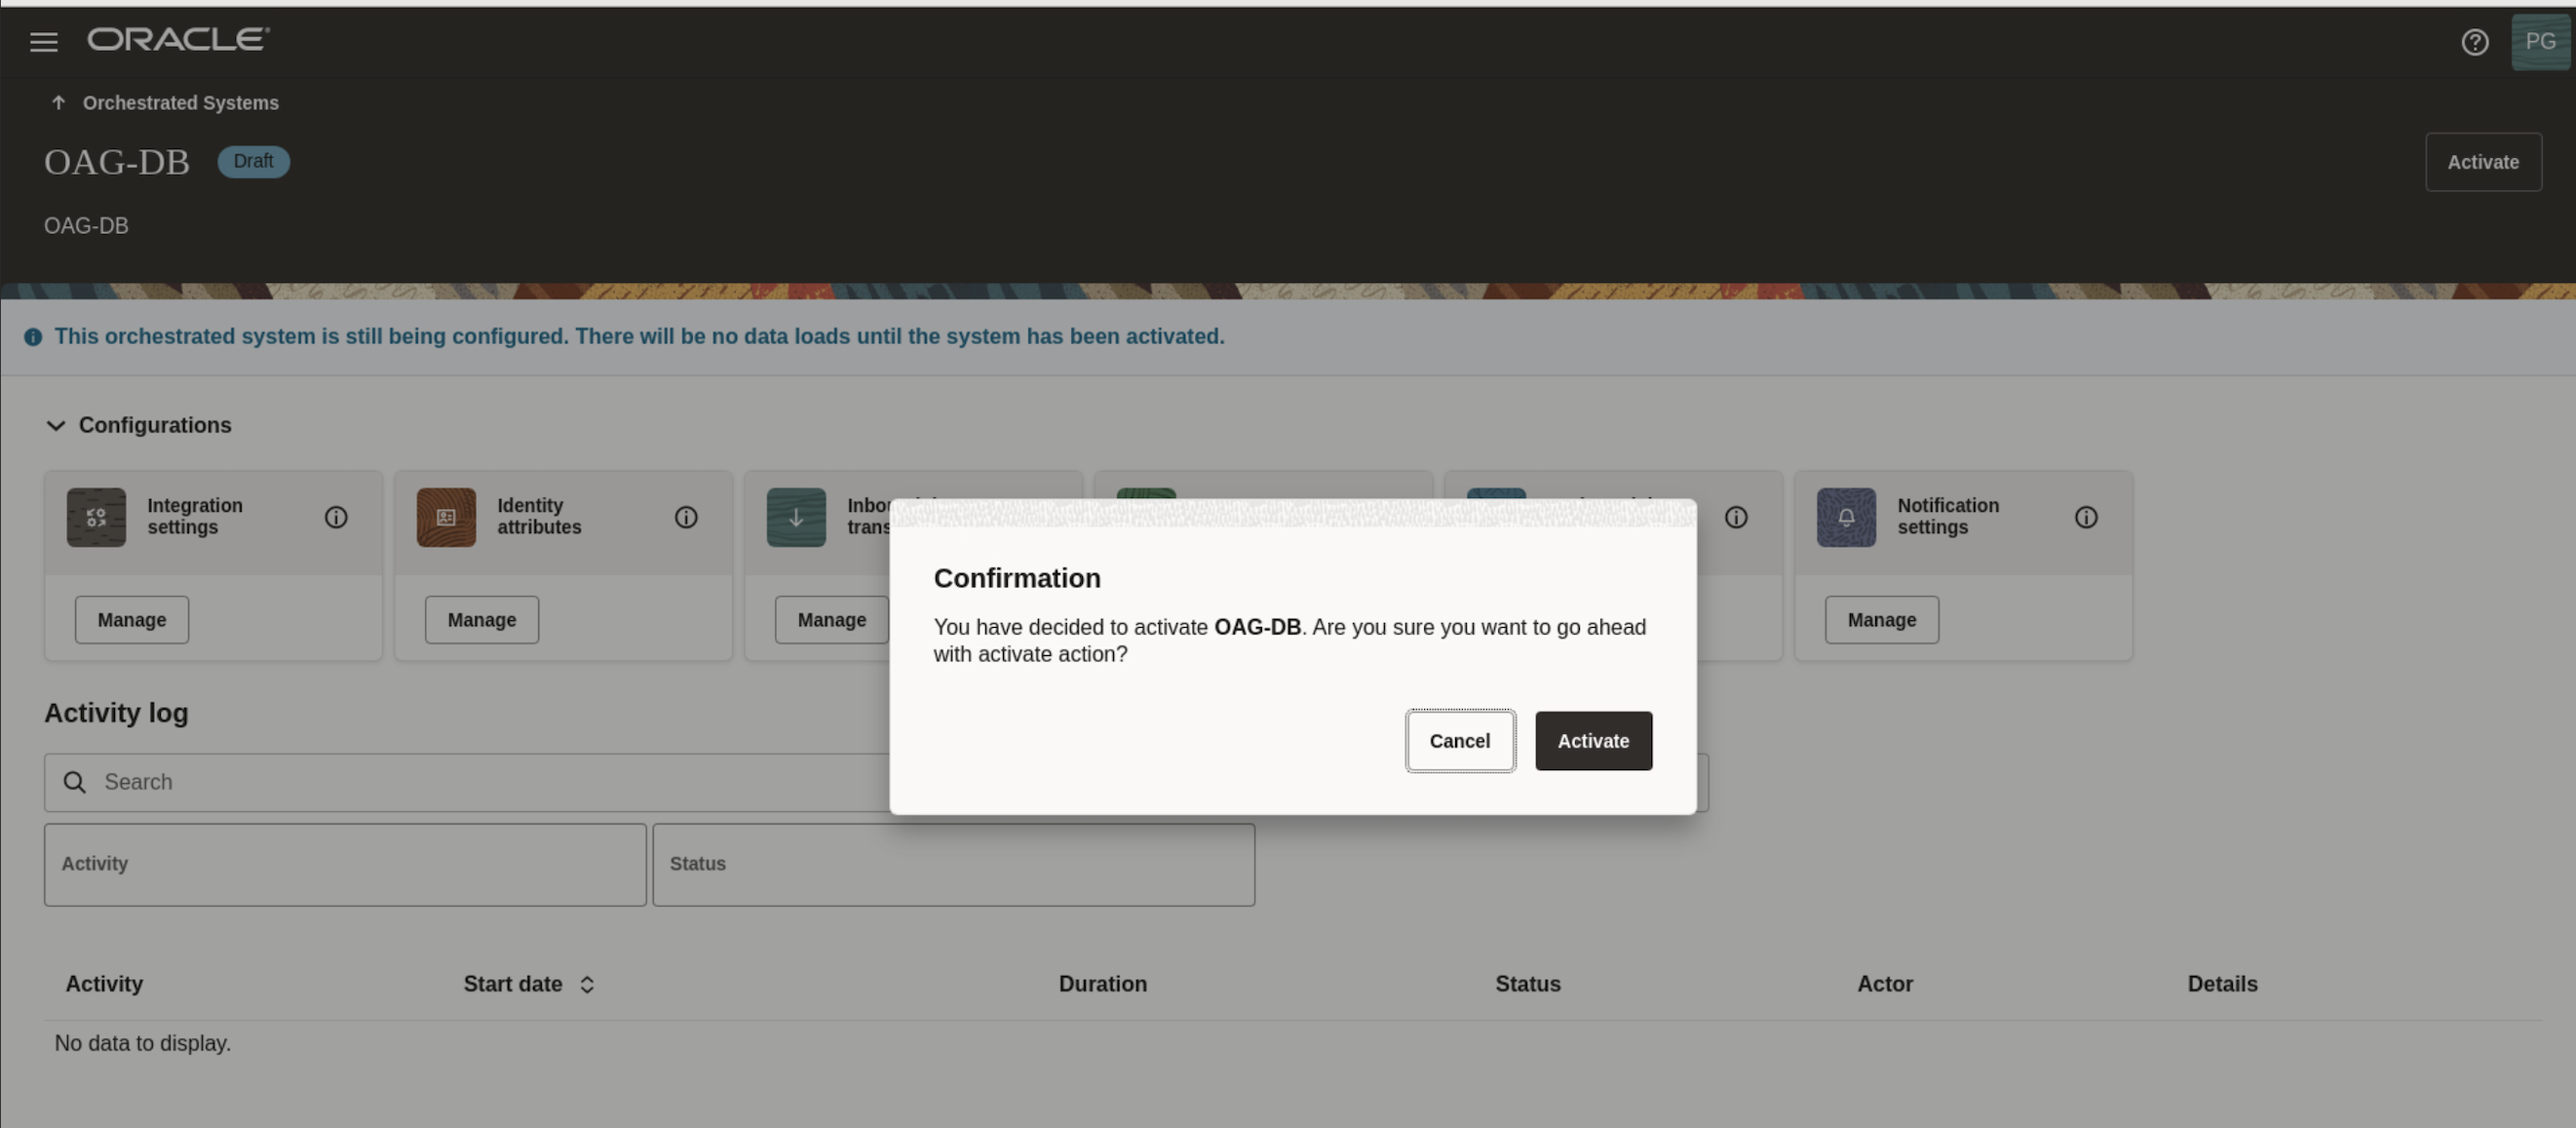 ORACLE
PG
Orchestrated Systems
OAG-DB
Draft
Activate
OAG-DB
This orchestrated system is still being configured. There will be no data loads until the system has been activated.
Configurations
Integration
settings
Identity
attributes
Notification
settings
Manage
Manage
Manage
Manage
Confirmation
You have decided to activate OAG-DB. Are you sure you want to go ahead
with activate action?
Cancel
Activate
Activity log
Search
Activity
Status
Activity
Start date
Duration
Status
Actor
Details
No data to display.